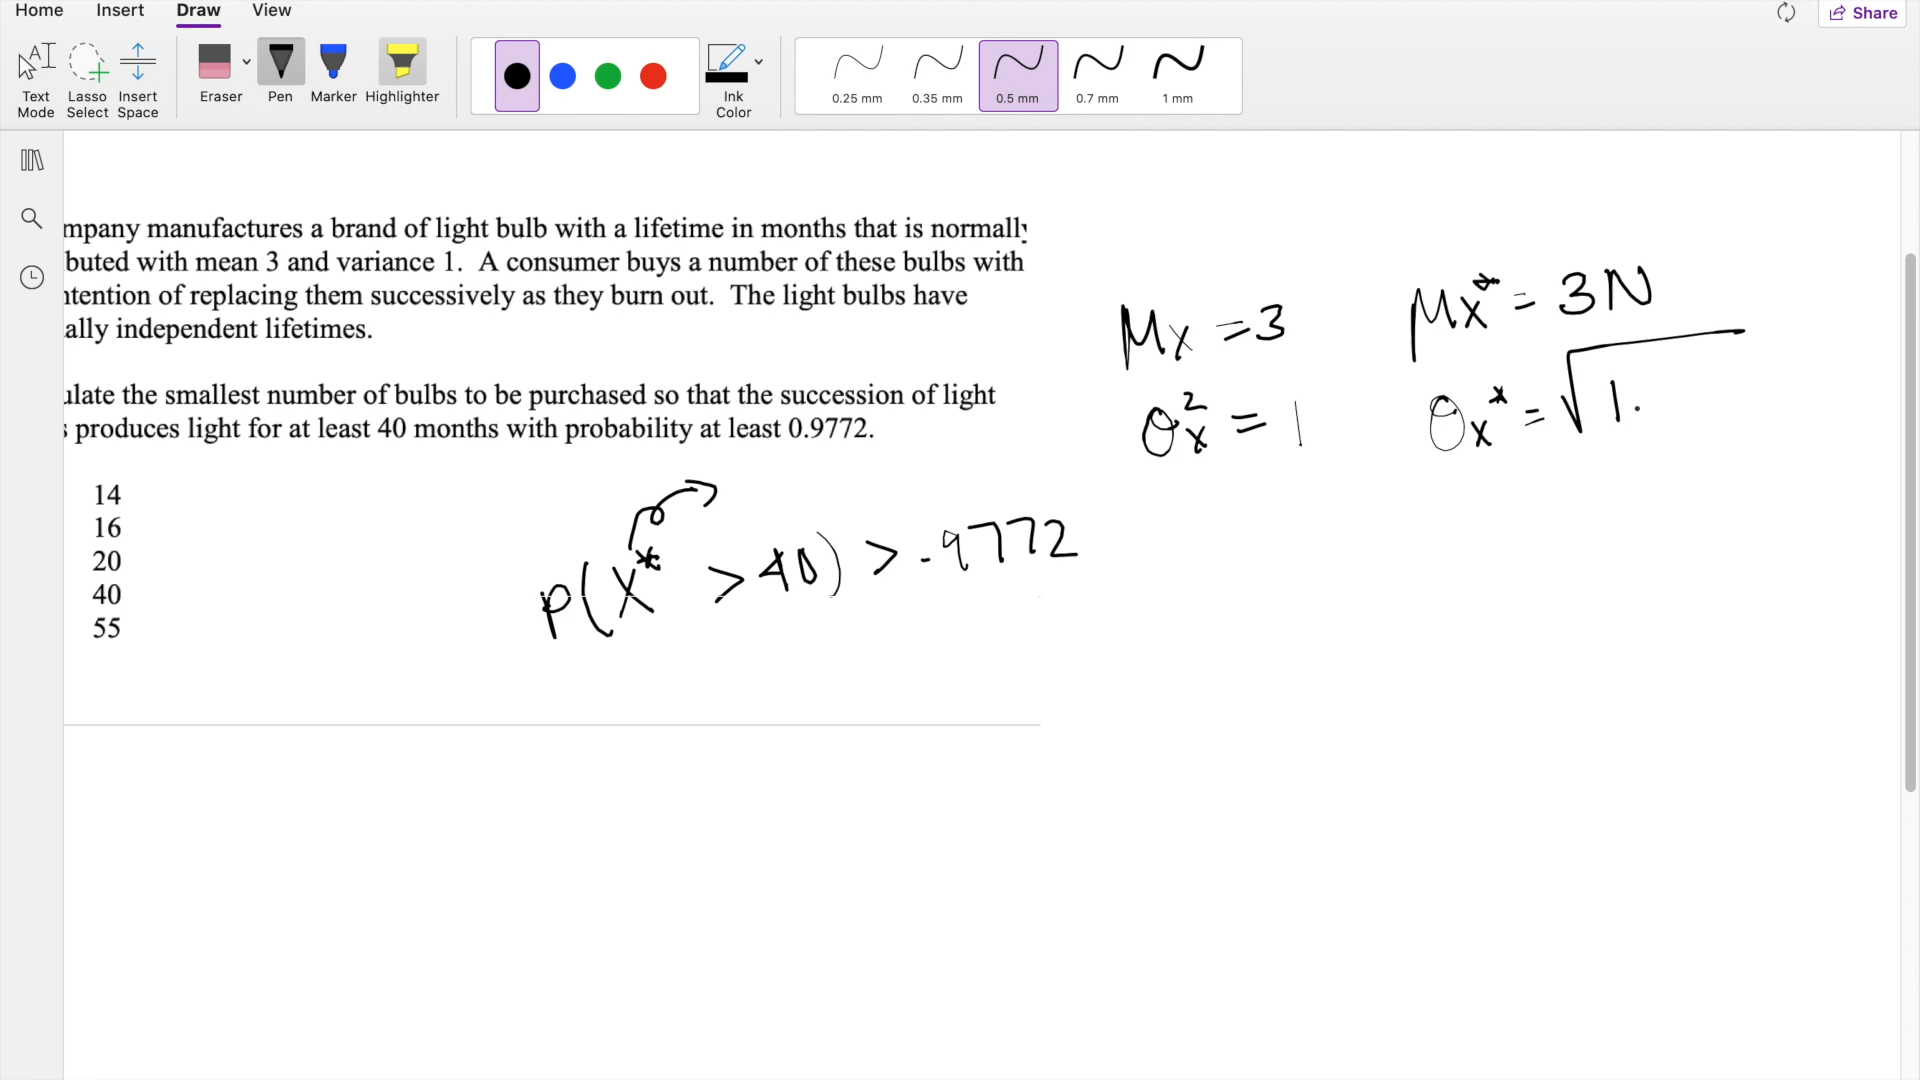 Home Insert Draw View Share
Text Mode Lasso Select Insert Space Eraser Pen Marker Highlighter Ink Color 0.25 mm 0.35 mm 0.5 mm 0.7 mm 1 mm
mpany manufactures a brand of light bulb with a lifetime in months that is normally
buted with mean 3 and variance 1. A consumer buys a number of these bulbs with
ntention of replacing them successively as they burn out. The light bulbs have
ally independent lifetimes.
ulate the smallest number of bulbs to be purchased so that the succession of light
s produces light for at least 40 months with probability at least 0.9772.
14
16
20
40
55
P(X* > 40) > .9772
μx = 3
σ²x = 1
μx* = 3N
σx* = √1.